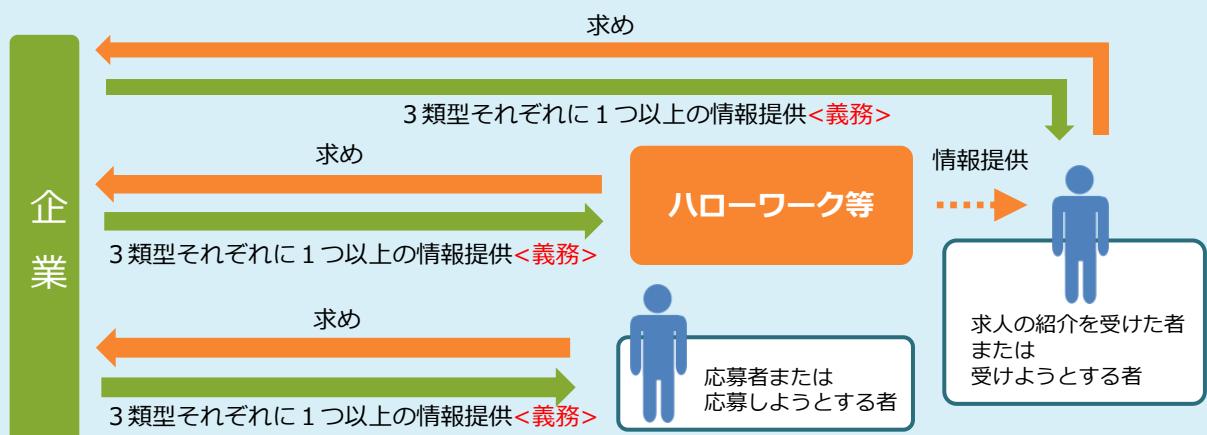 求め
３類型それぞれに１つ以上の情報提供<義務>
企業
求め
ハローワーク等
情報提供
３類型それぞれに１つ以上の情報提供<義務>
求人の紹介を受けた者
または
受けようとする者
求め
応募者または
応募しようとする者
３類型それぞれに１つ以上の情報提供<義務>